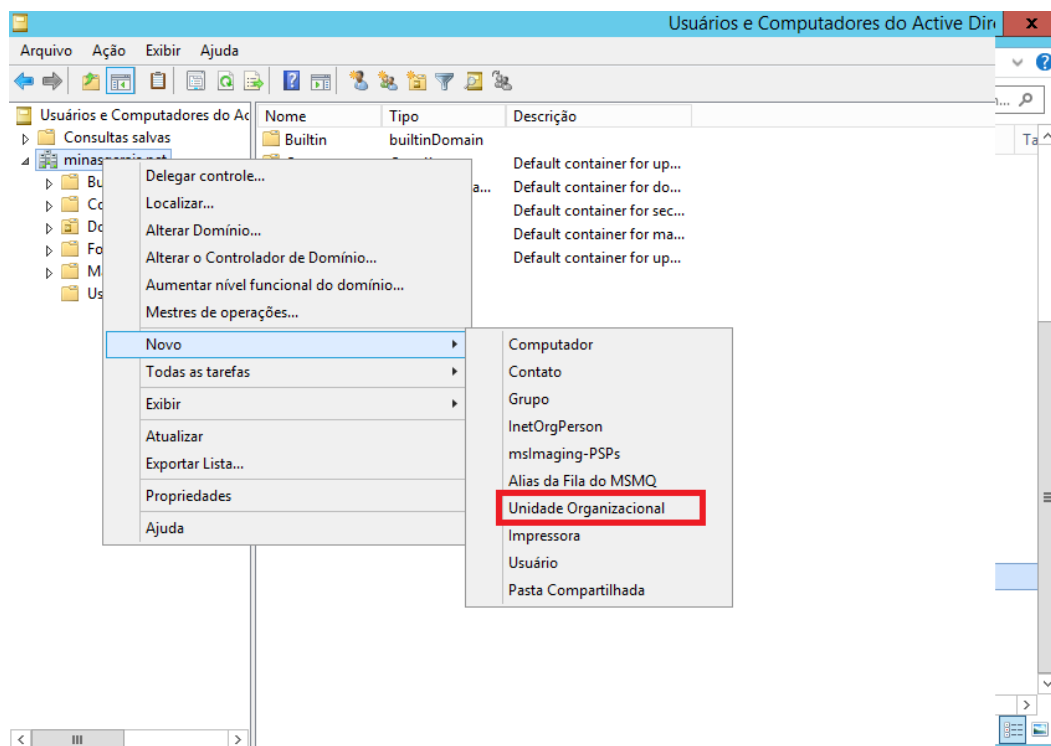 Usuários e Computadores do Active Dire
Arquivo Ação Exibir Ajuda
Usuários e Computadores do Ac
Nome Tipo Descrição
Consultas salvas
Builtin builtinDomain
Default container for up...
Delegar controle...
a... Default container for do...
Localizar...
Default container for sec...
Alterar Domínio...
Default container for ma...
Alterar o Controlador de Domínio...
Default container for up...
Aumentar nível funcional do domínio...
Mestres de operações...
Novo
Computador
Todas as tarefas
Contato
Exibir
Grupo
InetOrgPerson
Atualizar
msImaging-PSPs
Exportar Lista...
Alias da Fila do MSMQ
Propriedades
Unidade Organizacional
Ajuda
Impressora
Usuário
Pasta Compartilhada